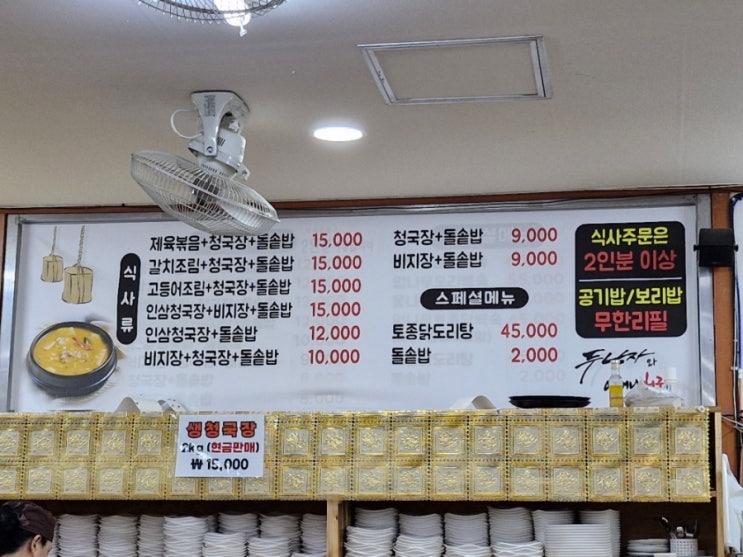 식사류
제육볶음+청국장+돌솥밥 15,000
갈치조림+청국장+돌솥밥 15,000
고등어조림+청국장+돌솥밥 15,000
인삼청국장+비지장+돌솥밥 15,000
인삼청국장+돌솥밥 12,000
비지장+청국장+돌솥밥 10,000
청국장+돌솥밥 9,000
비지장+돌솥밥 9,000
스페셜메뉴
토종닭도리탕 45,000
돌솥밥 2,000
식사주문은
2인분 이상
공기밥/보리밥
무한리필
두남자와
생청국장
2kg (현금판매)
₩ 15,000